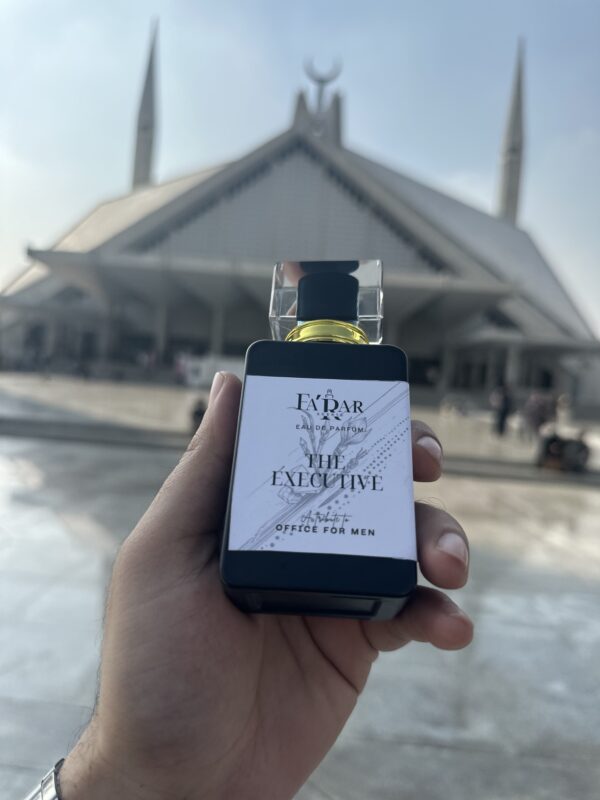 FA'RAR
EAU DE PARFUM
THE
EXECUTIVE
A tribute to
OFFICE FOR MEN